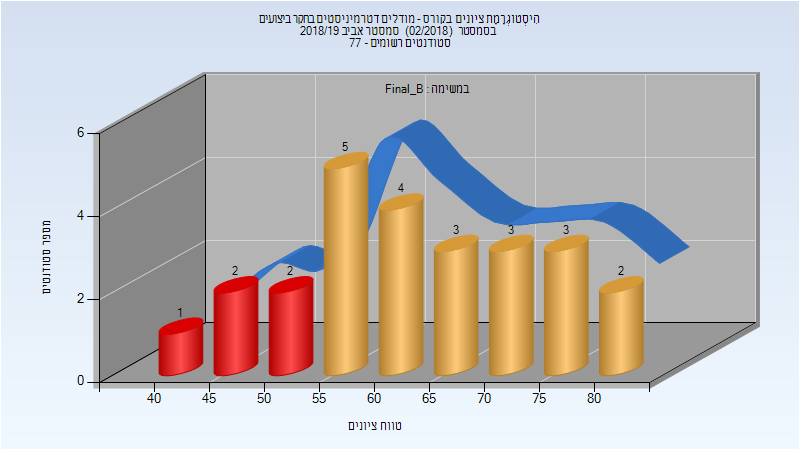 היסטוגרמת ציונים בקורס - מודלים דטרמיניסטים בחקר ביצועים
בסמסטר (02/2018) סמסטר אביב 2018/19
סטודנטים רשומים - 77
במשימה: Final_B
מספר סטודנטים
6
4
2
0
1
2
2
5
4
3
3
3
2
40 45 50 55 60 65 70 75 80
טווח ציונים